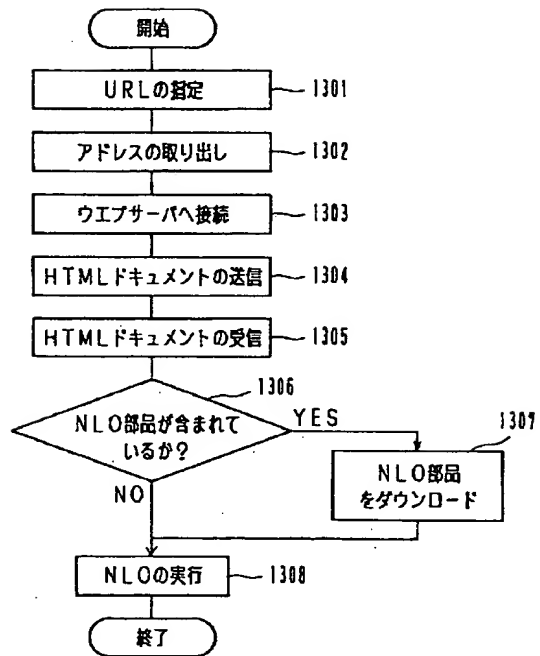 開始
URLの指定
1301
アドレスの取り出し
1302
ウエブサーバへ接続
1303
HTMLドキュメントの送信
1304
HTMLドキュメントの受信
1305
1306
NLO部品が含まれて
いるか?
YES
1307
NLO部品
をダウンロード
NO
NLOの実行
1308
終了